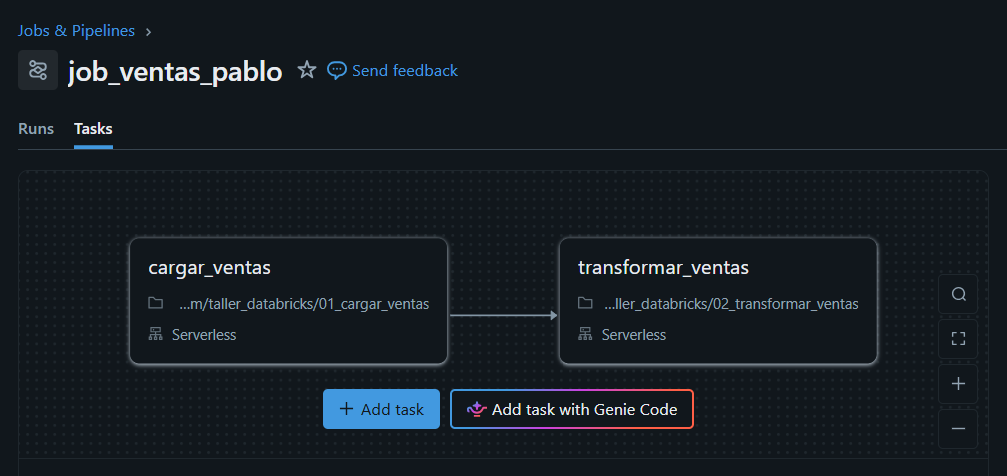 Jobs & Pipelines
job_ventas_pablo
Send feedback
Runs
Tasks
cargar_ventas
...m/taller_databricks/01_cargar_ventas
Serverless
transformar_ventas
...ller_databricks/02_transformar_ventas
Serverless
Add task
Add task with Genie Code